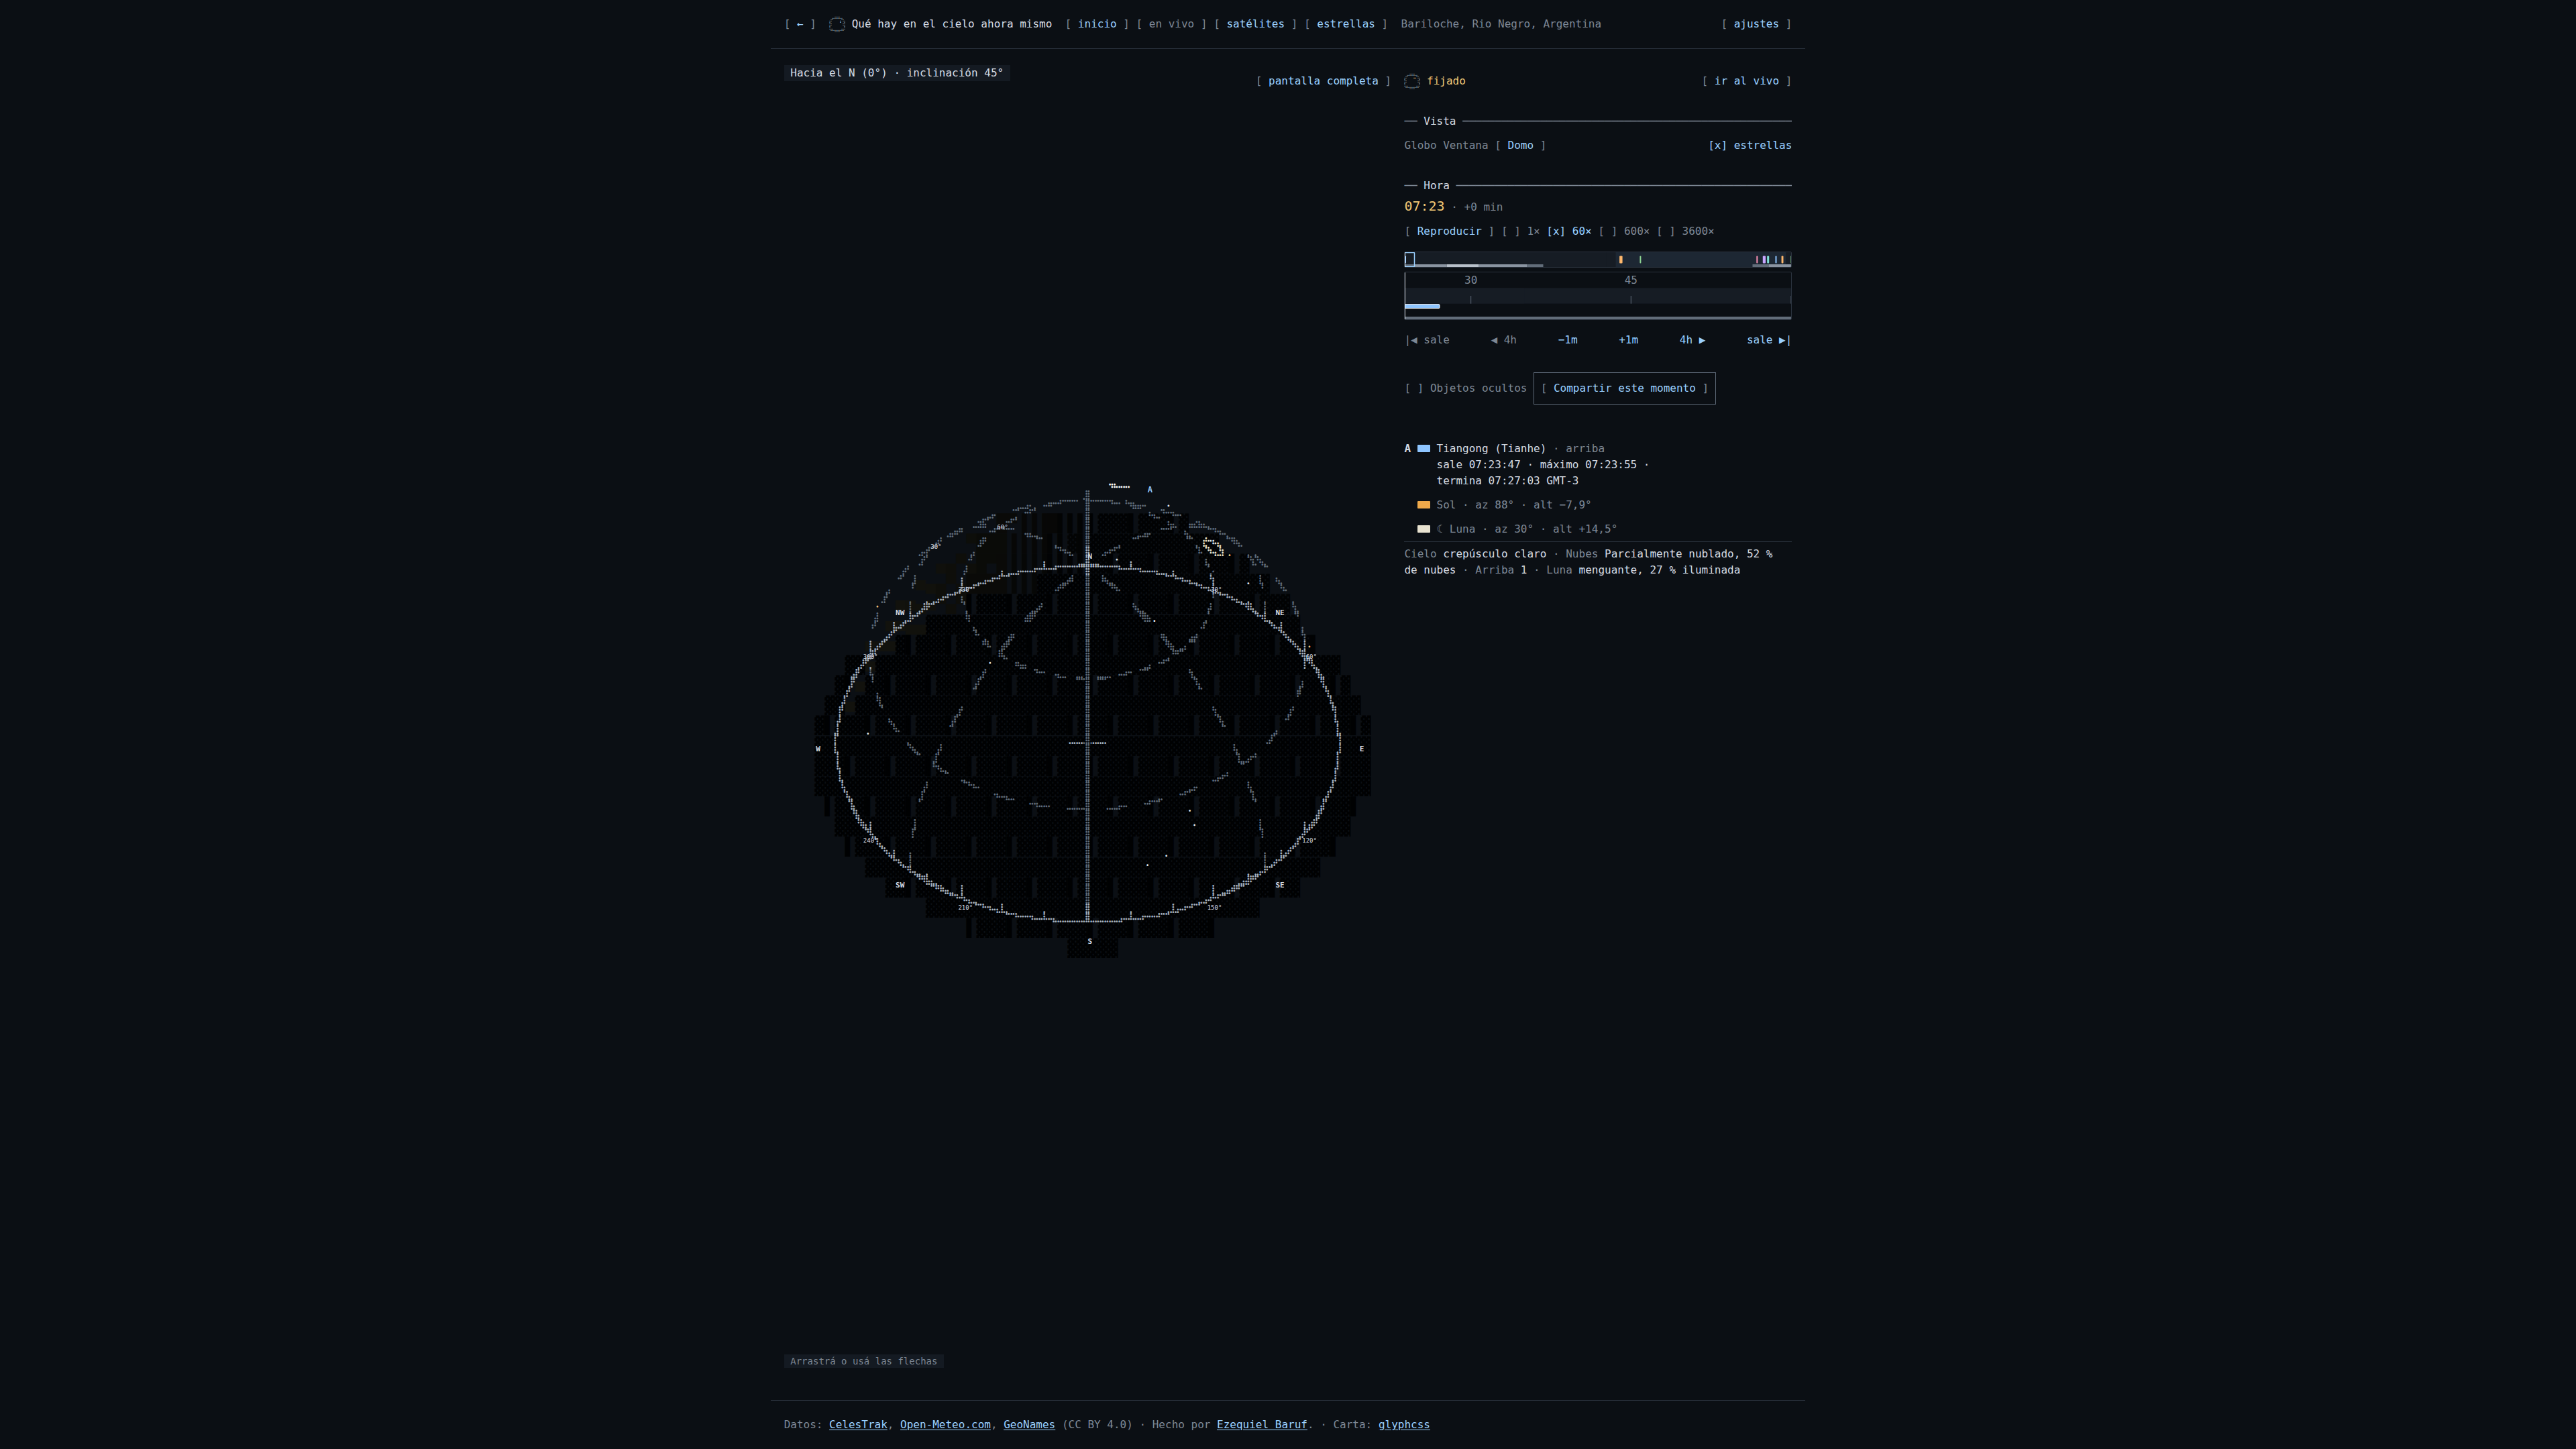 [ ← ] Qué hay en el cielo ahora mismo [ inicio ] [ en vivo ] [ satélites ] [ estrellas ] Bariloche, Rio Negro, Argentina [ ajustes ]
Hacia el N (0°) · inclinación 45°
[ pantalla completa ]
fijado [ ir al vivo ]
Vista
Globo Ventana [ Domo ] [x] estrellas
Hora
07:23 · +0 min
[ Reproducir ] [ ] 1× [x] 60× [ ] 600× [ ] 3600×
30 45
|◀ sale ◀ 4h −1m +1m 4h ▶ sale ▶|
[ ] Objetos ocultos [ Compartir este momento ]
A Tiangong (Tianhe) · arriba
sale 07:23:47 · máximo 07:23:55 ·
termina 07:27:03 GMT-3
Sol · az 88° · alt −7,9°
☾ Luna · az 30° · alt +14,5°
Cielo crepúsculo claro · Nubes Parcialmente nublado, 52 %
de nubes · Arriba 1 · Luna menguante, 27 % iluminada
A
60°
30°
N
NW NE
W E
240° 120°
SW SE
210° 150°
S
Arrastrá o usá las flechas
Datos: CelesTrak, Open-Meteo.com, GeoNames (CC BY 4.0) · Hecho por Ezequiel Baruf. · Carta: glyphcss